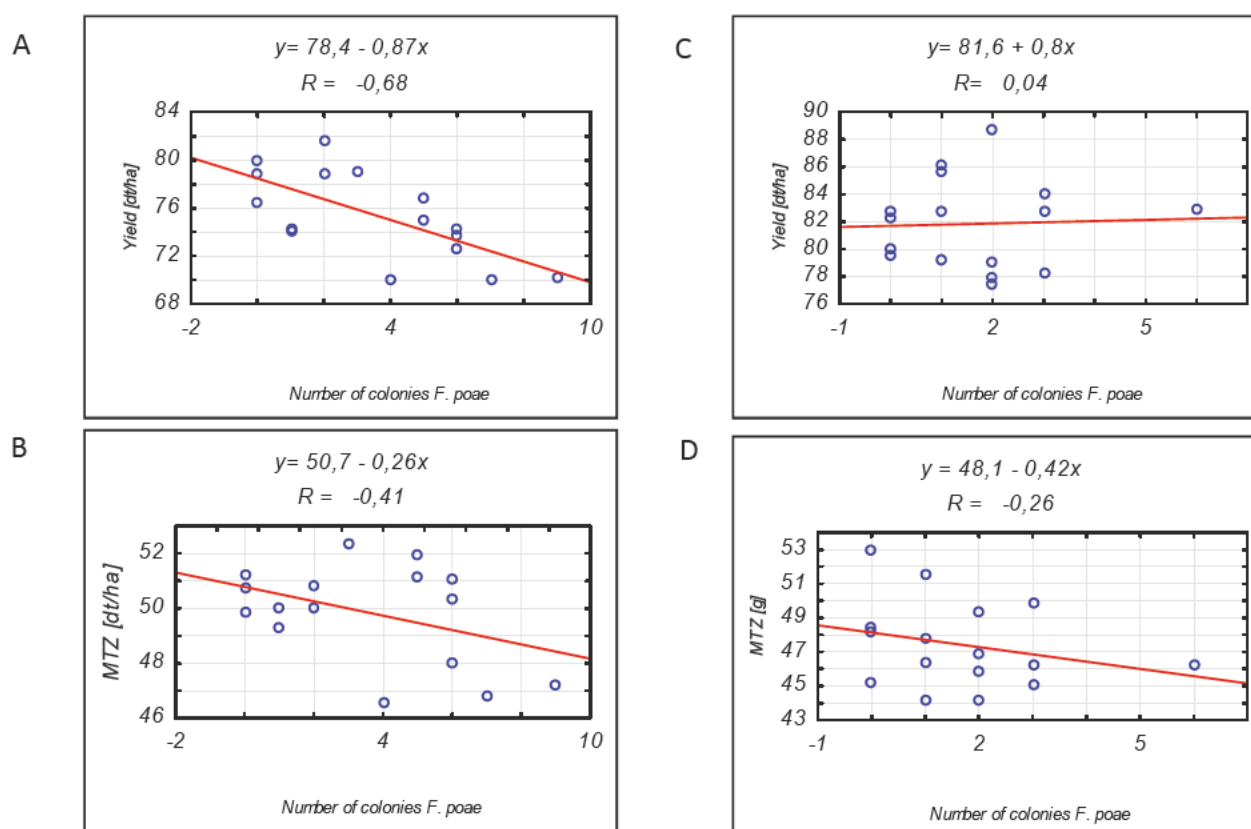 A
y= 78,4 - 0,87x
R = -0,68
84
80
76
72
68
Yield [dt/ha]
-2 4 10
Number of colonies F. poae
C
y= 81,6 + 0,8x
R= 0,04
90
88
86
84
82
80
78
76
Yield [dt/ha]
-1 2 5
Number of colonies F. poae
B
y= 50,7 - 0,26x
R = -0,41
52
50
48
46
MTZ [dt/ha]
-2 4 10
Number of colonies F. poae
D
y = 48,1 - 0,42x
R = -0,26
53
51
49
47
45
43
MTZ [g]
-1 2 5
Number of colonies F. poae